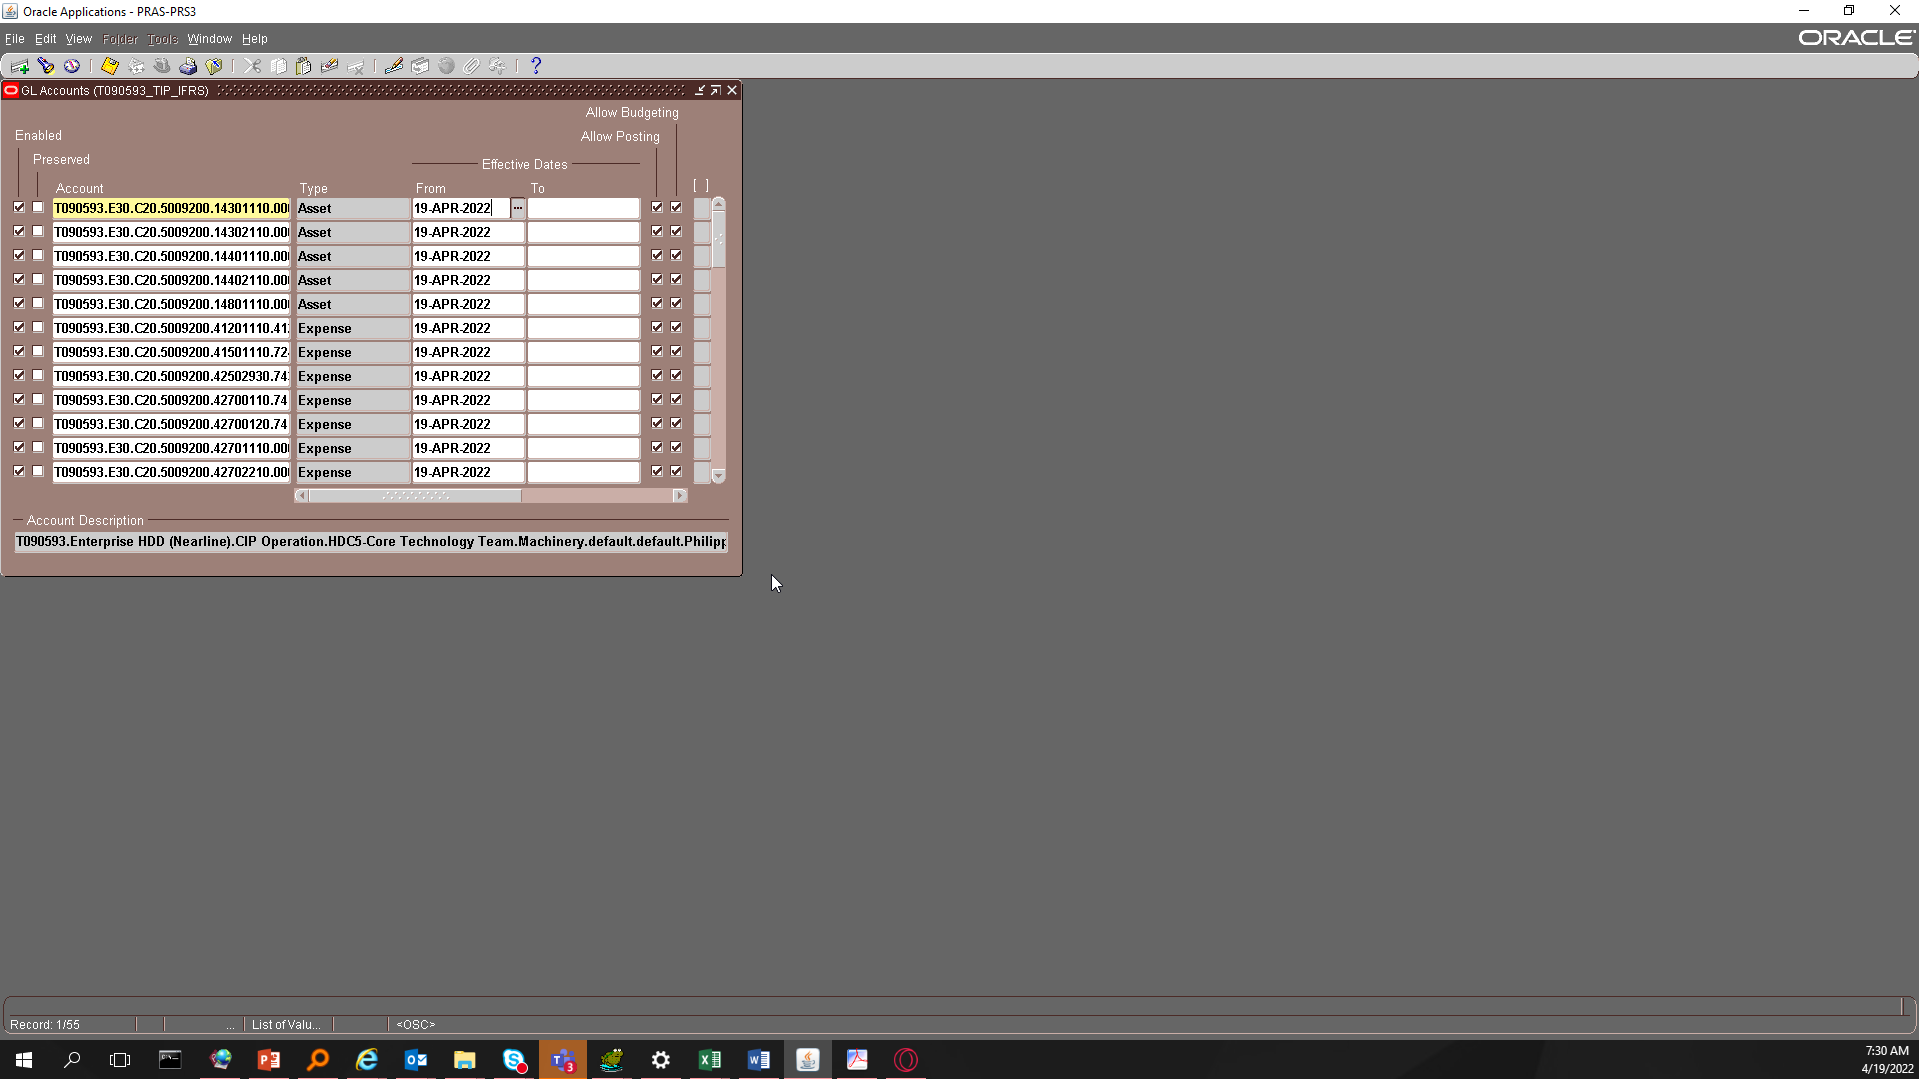 Oracle Applications - PRAS-PRS3
File Edit View Folder Tools Window Help
ORACLE
GL Accounts (T090593_TIP_IFRS)
Allow Budgeting
Enabled
Allow Posting
Preserved
Effective Dates
Account Type From To [ ]
T090593.E30.C20.5009200.14301110.00 Asset 19-APR-2022 ...
T090593.E30.C20.5009200.14302110.00 Asset 19-APR-2022
T090593.E30.C20.5009200.14401110.00 Asset 19-APR-2022
T090593.E30.C20.5009200.14402110.00 Asset 19-APR-2022
T090593.E30.C20.5009200.14801110.00 Asset 19-APR-2022
T090593.E30.C20.5009200.41201110.41 Expense 19-APR-2022
T090593.E30.C20.5009200.41501110.72 Expense 19-APR-2022
T090593.E30.C20.5009200.42502930.74 Expense 19-APR-2022
T090593.E30.C20.5009200.42700110.74 Expense 19-APR-2022
T090593.E30.C20.5009200.42700120.74 Expense 19-APR-2022
T090593.E30.C20.5009200.42701110.00 Expense 19-APR-2022
T090593.E30.C20.5009200.42702210.00 Expense 19-APR-2022
Account Description
T090593.Enterprise HDD (Nearline).CIP Operation.HDC5-Core Technology Team.Machinery.default.default.Philipp
Record: 1/55 ... List of Valu... <OSC>
7:30 AM
4/19/2022